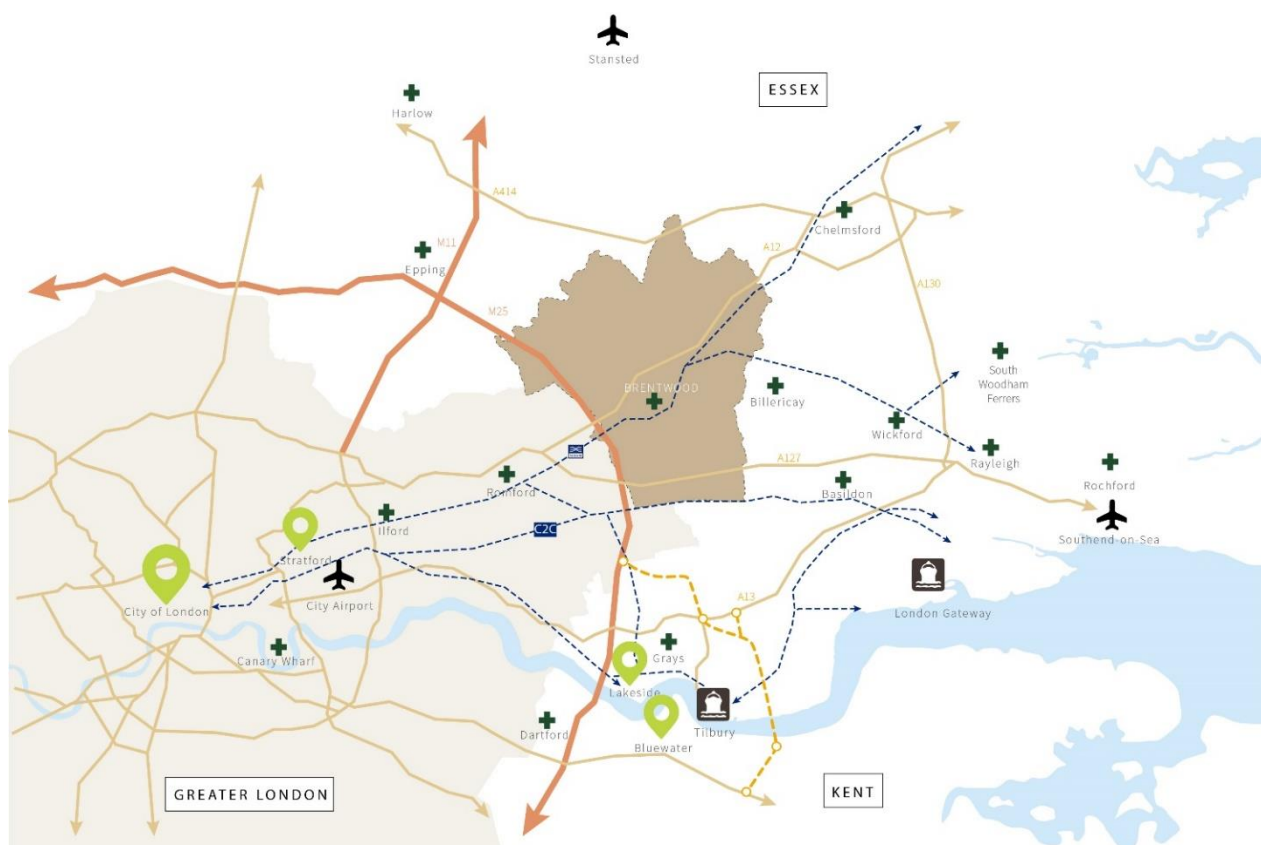 Stansted
ESSEX
Harlow
A414
Chelmsford
M11
A12
Epping
A130
M25
South
Woodham
Ferrers
BRENTWOOD
Billericay
Wickford
Rayleigh
A127
Romford
Basildon
Rochford
Ilford
C2C
Southend-on-Sea
Stratford
City of London
City Airport
A13
London Gateway
Canary Wharf
Grays
Lakeside
Dartford
Bluewater
Tilbury
GREATER LONDON
KENT